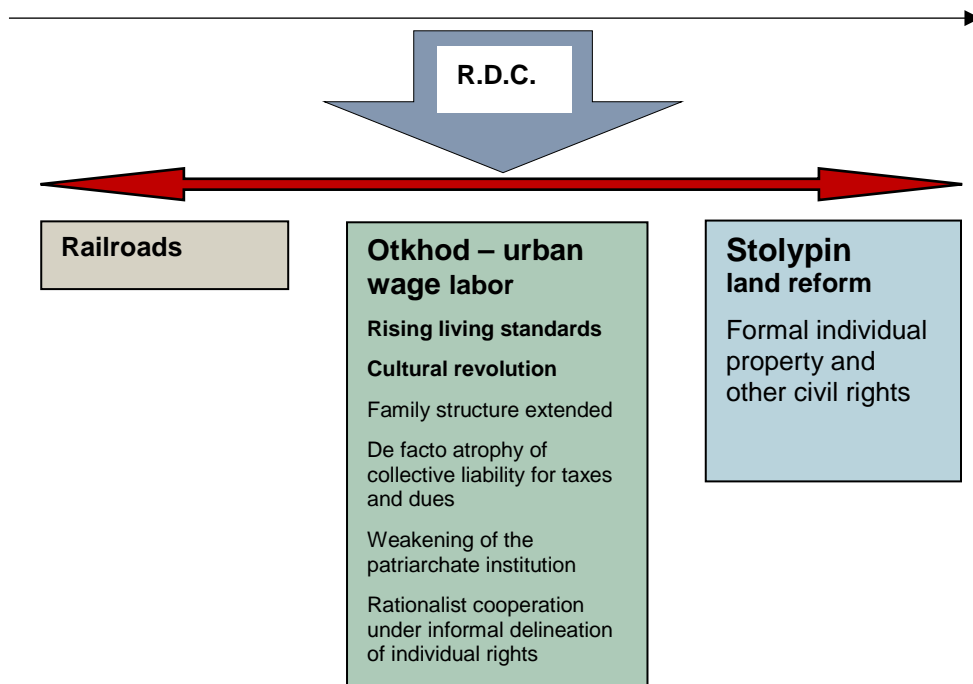 R.D.C.
Railroads
Otkhod – urban
wage labor
Rising living standards
Cultural revolution
Family structure extended
De facto atrophy of
collective liability for taxes
and dues
Weakening of the
patriarchate institution
Rationalist cooperation
under informal delineation
of individual rights
Stolypin
land reform
Formal individual
property and
other civil rights